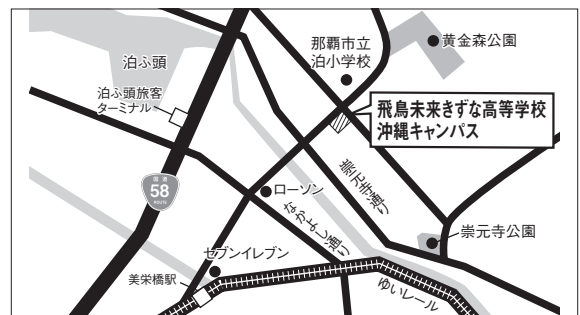 那覇市立
泊小学校
黄金森公園
泊ふ頭
泊ふ頭旅客
ターミナル
飛鳥未来きずな高等学校
沖縄キャンパス
国道
58
ROUTE
ローソン
崇元寺通り
なかよし通り
崇元寺公園
セブンイレブン
美栄橋駅
ゆいレール